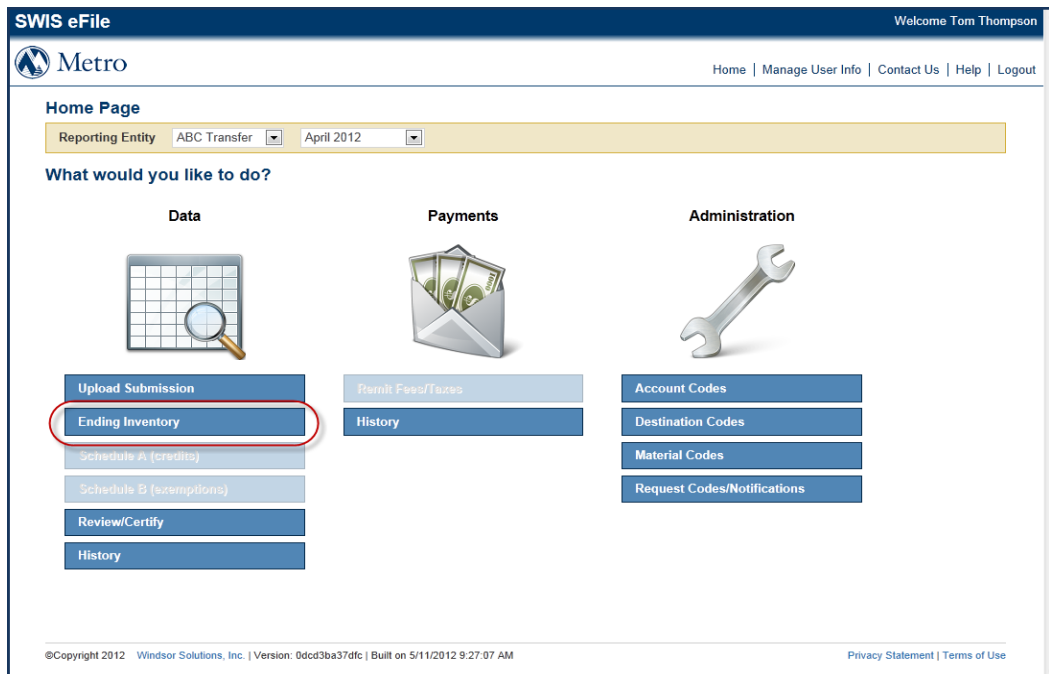 SWIS eFile
Welcome Tom Thompson
Metro
Home | Manage User Info | Contact Us | Help | Logout
Home Page
Reporting Entity ABC Transfer April 2012
What would you like to do?
Data
Payments
Administration
Upload Submission
Remit Fees/Taxes
Account Codes
Ending Inventory
History
Destination Codes
Schedule A (credits)
Material Codes
Schedule B (exemptions)
Request Codes/Notifications
Review/Certify
History
©Copyright 2012 Windsor Solutions, Inc. | Version: 0dcd3ba37dfc | Built on 5/11/2012 9:27:07 AM
Privacy Statement | Terms of Use